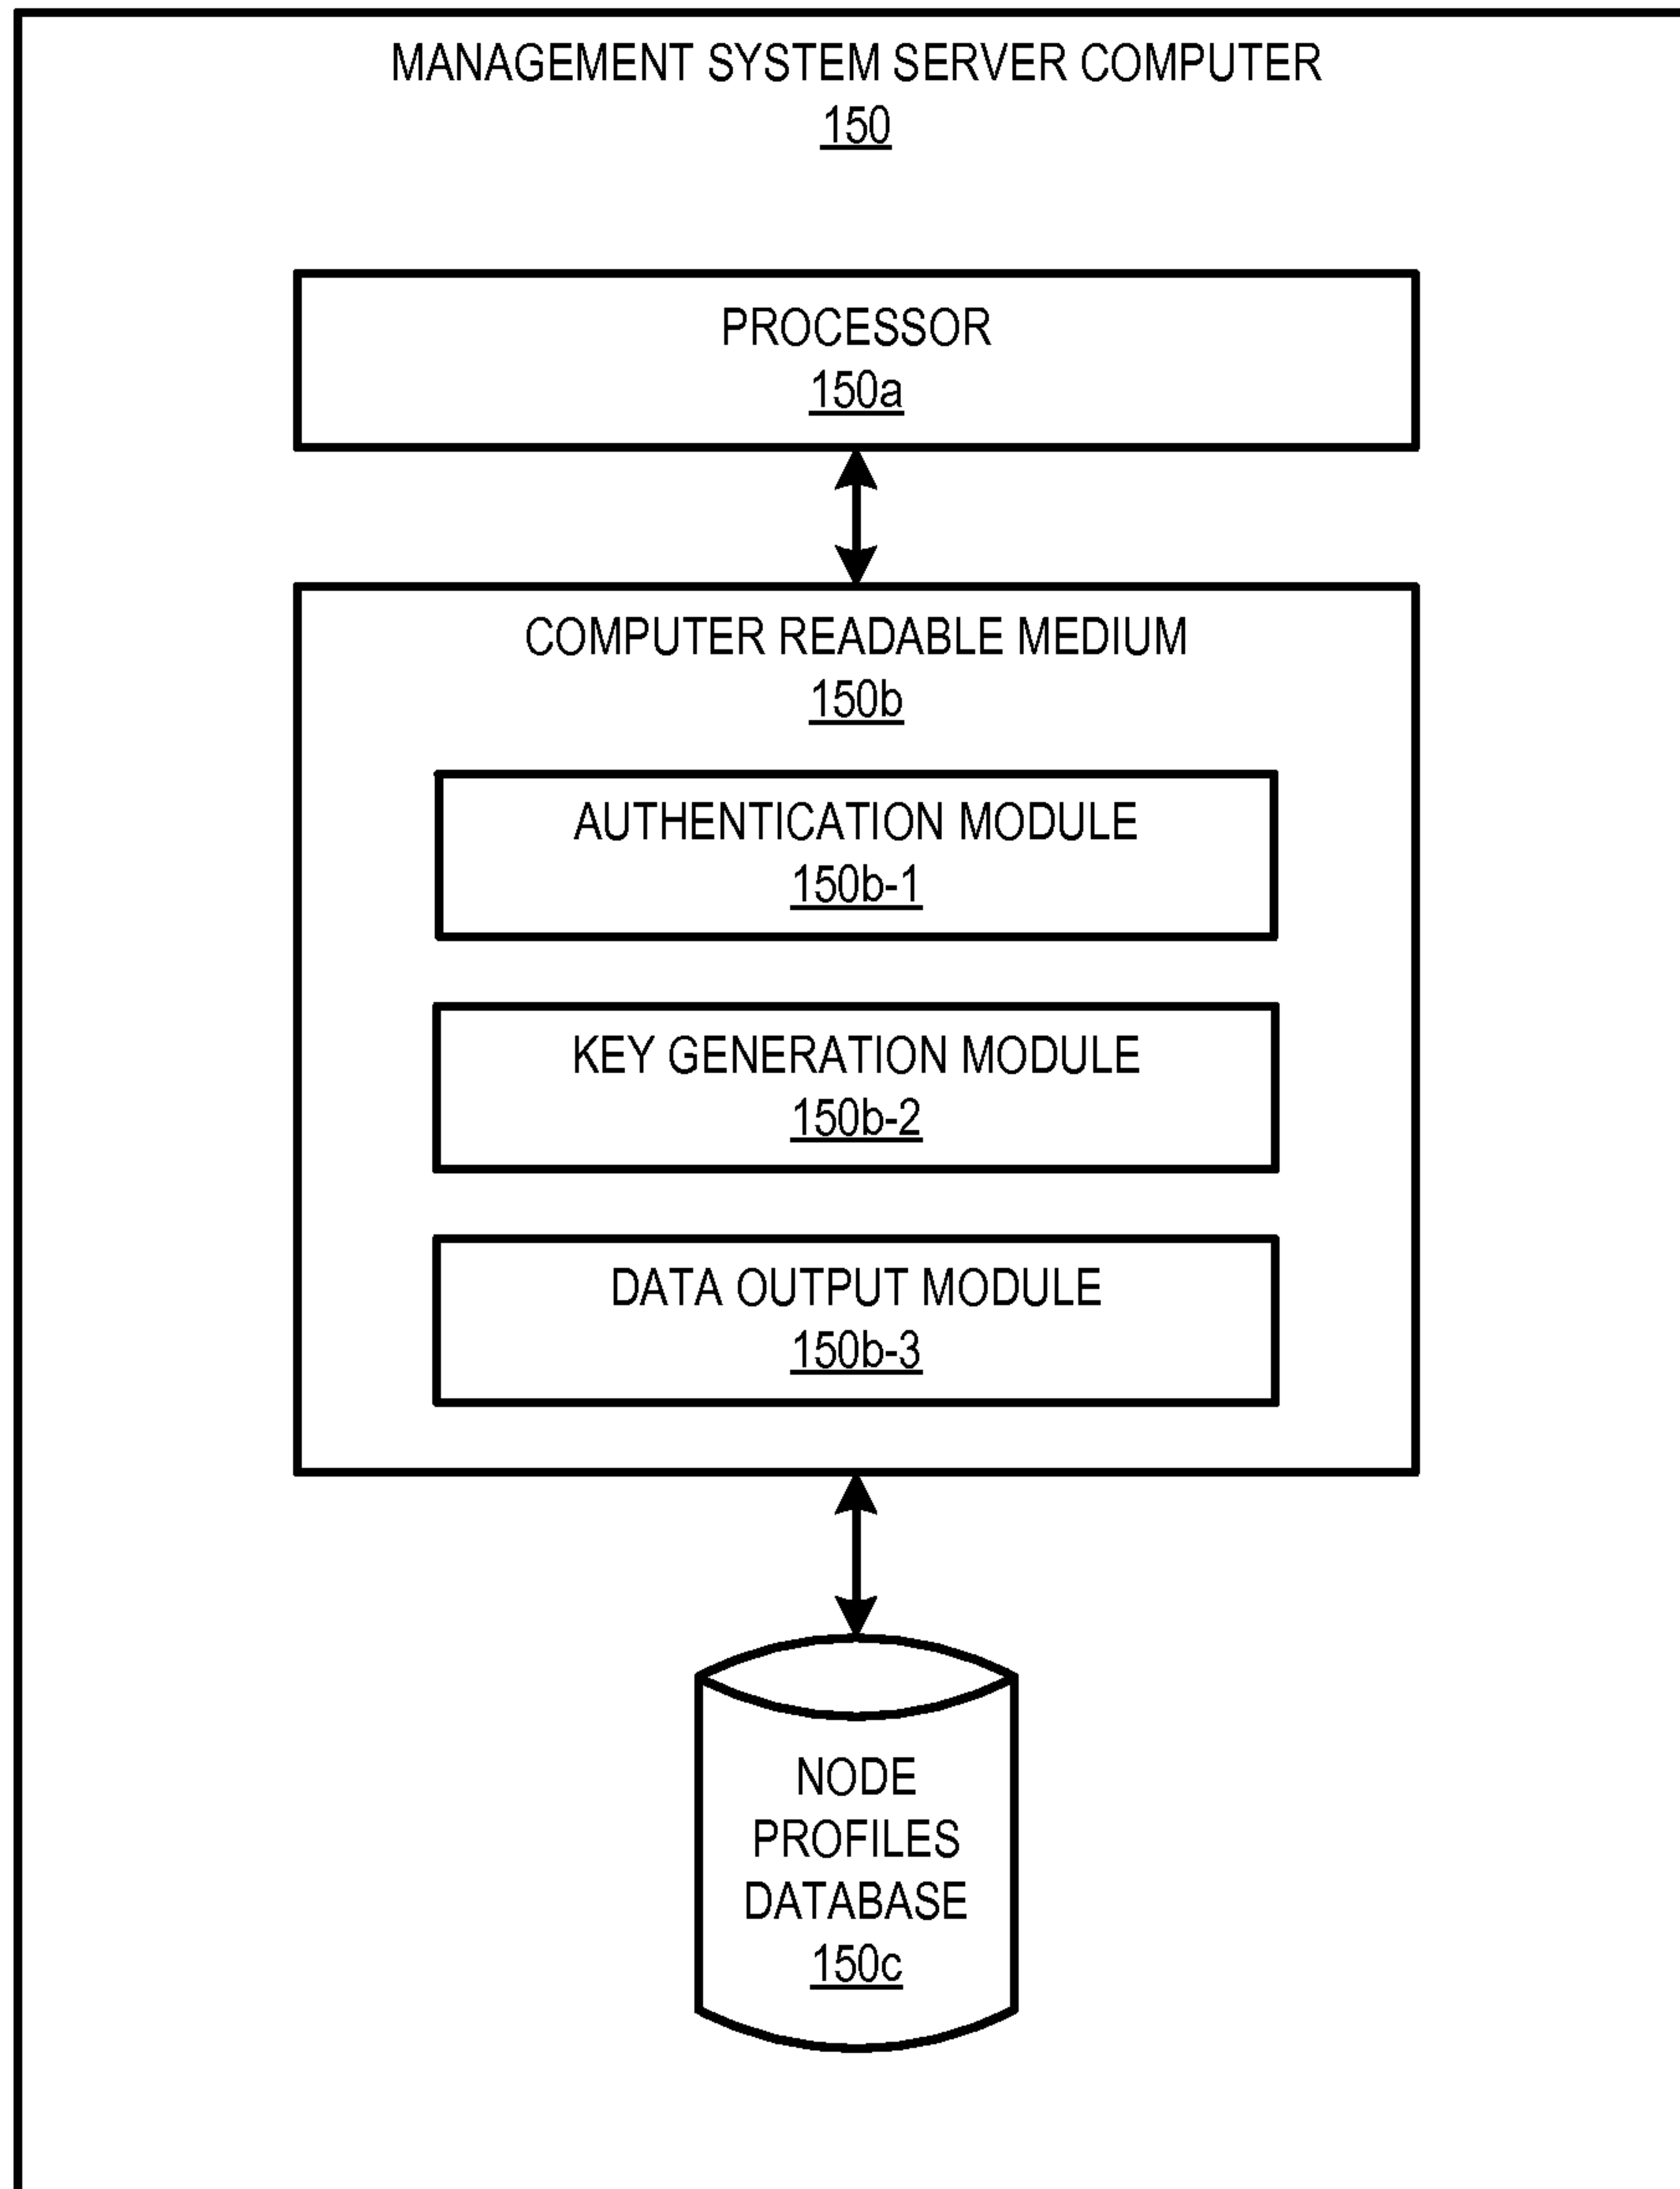 MANAGEMENT SYSTEM SERVER COMPUTER
150
PROCESSOR
150a
COMPUTER READABLE MEDIUM
150b
AUTHENTICATION MODULE
150b-1
KEY GENERATION MODULE
150b-2
DATA OUTPUT MODULE
150b-3
NODE
PROFILES
DATABASE
150c